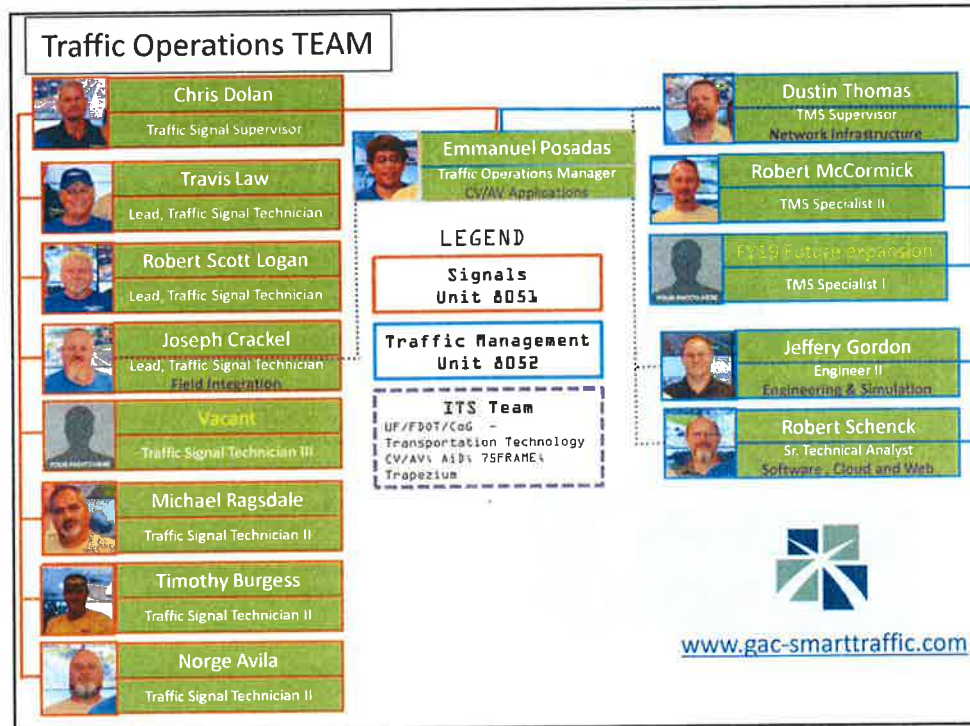 Traffic Operations TEAM
Chris Dolan
Traffic Signal Supervisor
Travis Law
Lead, Traffic Signal Technician
Robert Scott Logan
Lead, Traffic Signal Technician
Joseph Crackel
Lead, Traffic Signal Technician
Field Integration
Vacant
Traffic Signal Technician III
YOUR PHOTO HERE
Michael Ragsdale
Traffic Signal Technician II
Timothy Burgess
Traffic Signal Technician II
Norge Avila
Traffic Signal Technician II
Emmanuel Posadas
Traffic Operations Manager
CV/AV Applications
LEGEND
Signals
Unit 8051
Traffic Management
Unit 8052
ITS Team
UF/FDOT/CoG -
Transportation Technology
CV/AV, AiD, 75FRAME,
Trapezium
Dustin Thomas
TMS Supervisor
Network Infrastructure
Robert McCormick
TMS Specialist II
FY19 Future expansion
TMS Specialist I
YOUR PHOTO HERE
Jeffery Gordon
Engineer II
Engineering & Simulation
Robert Schenck
Sr. Technical Analyst
Software , Cloud and Web
www.gac-smarttraffic.com